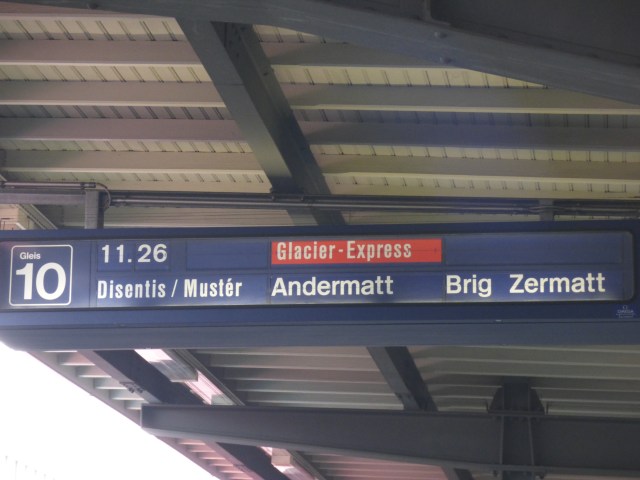 Gleis
10
11.26 Glacier-Express
Disentis / Mustér Andermatt Brig Zermatt